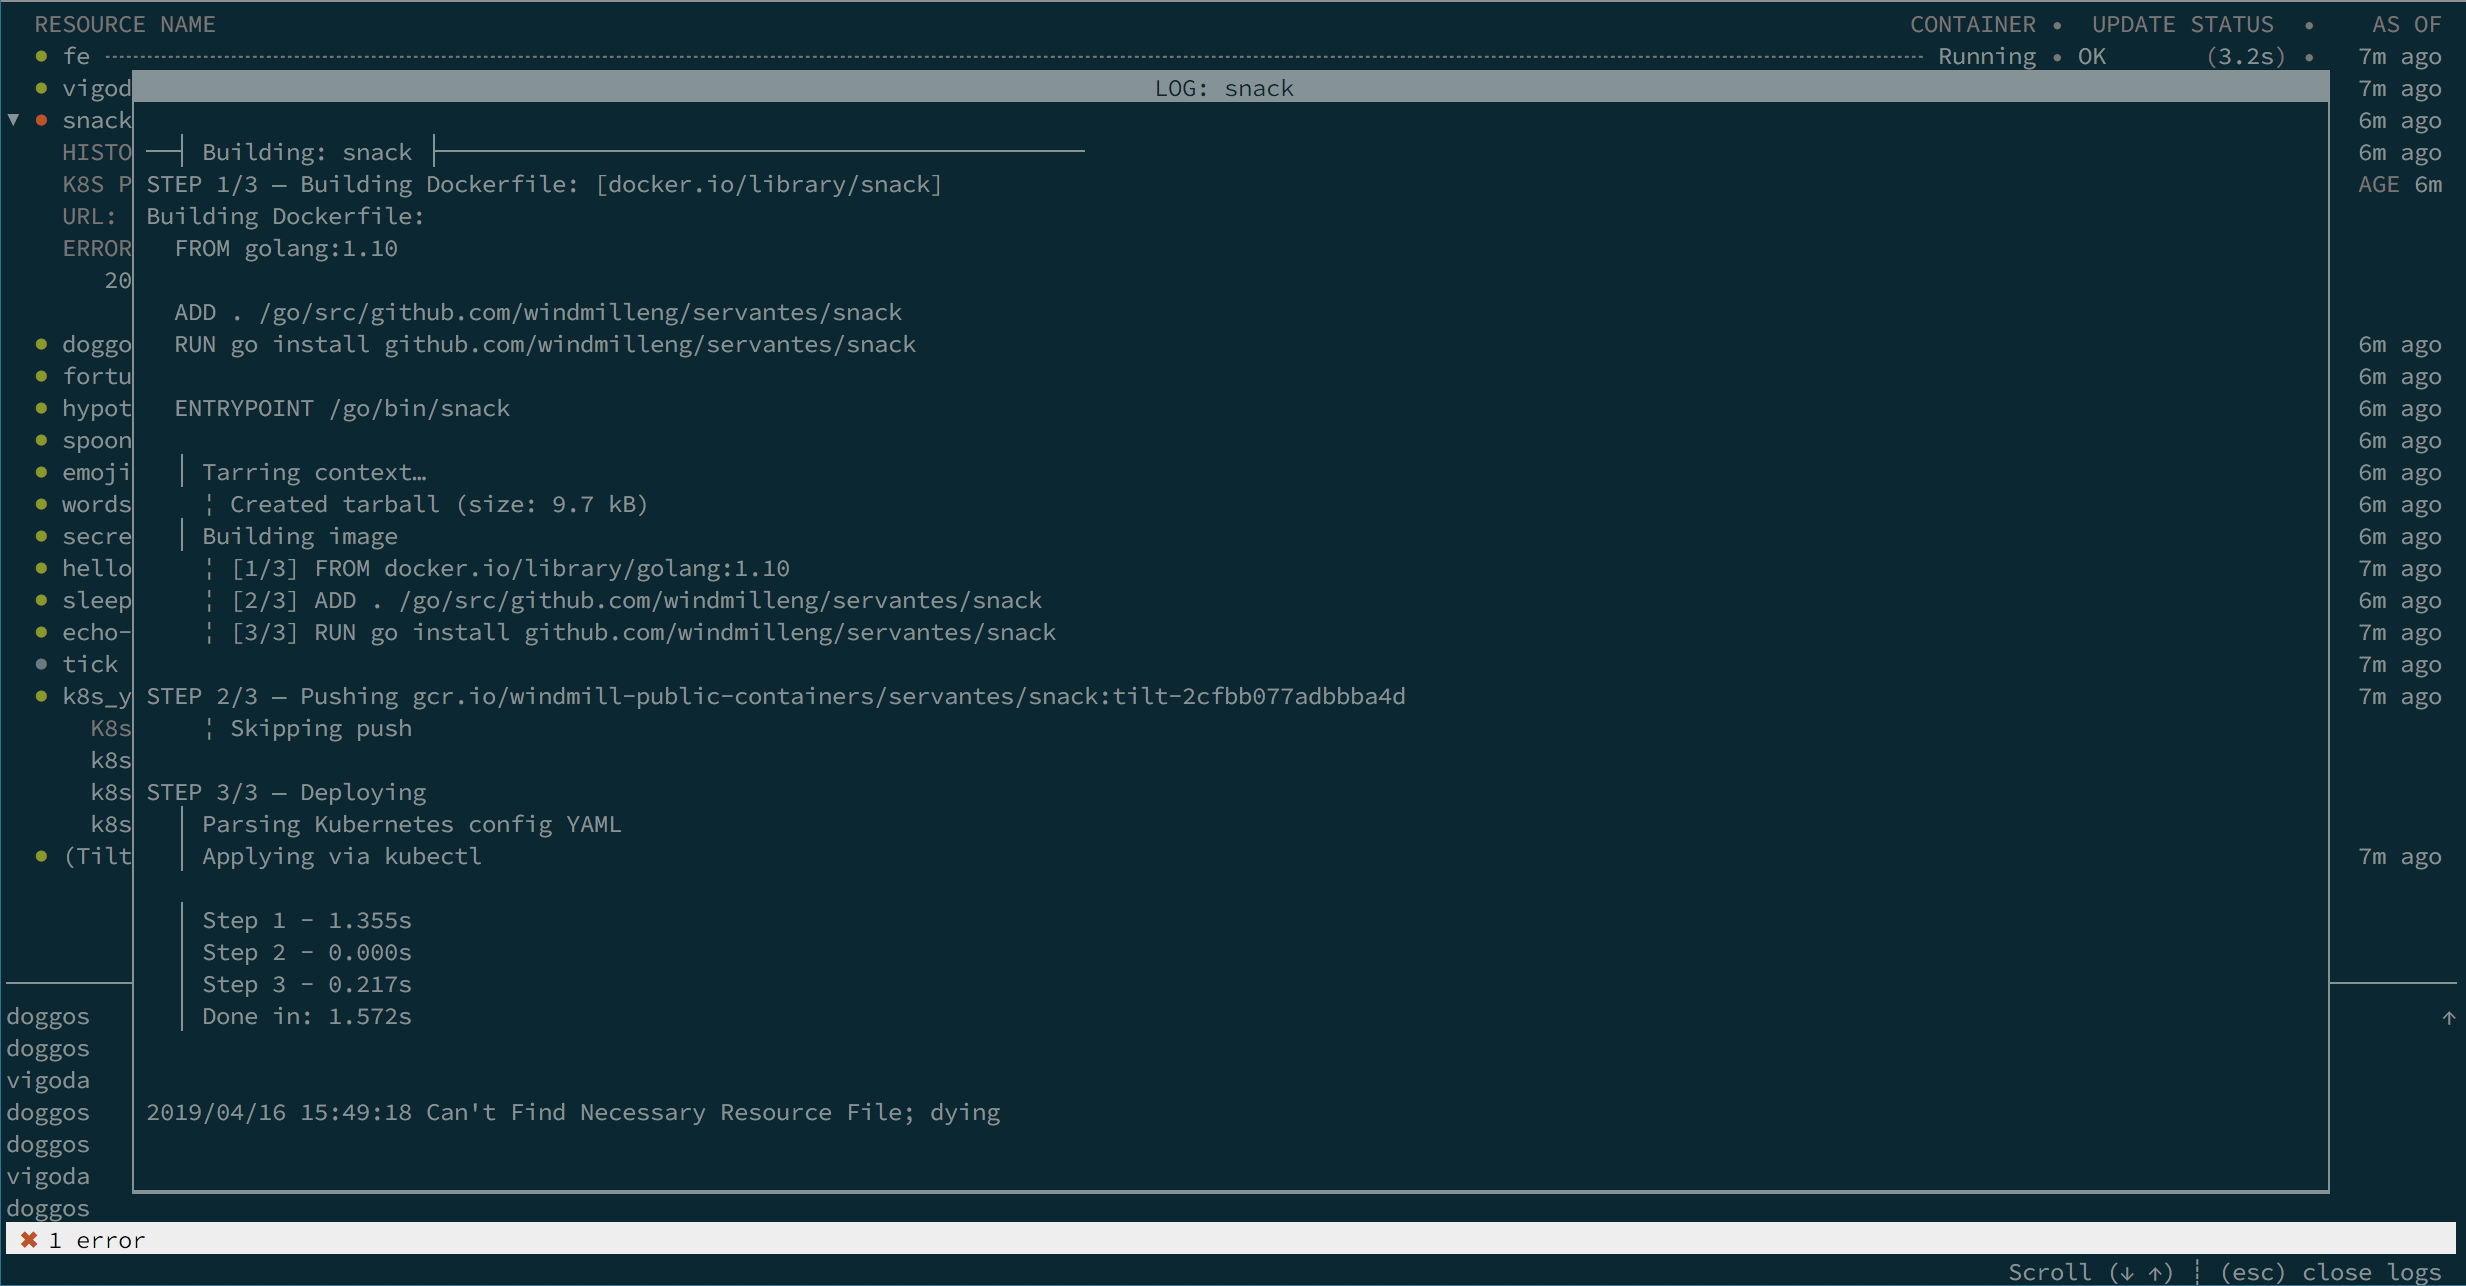 RESOURCE NAME CONTAINER • UPDATE STATUS • AS OF
● fe Running • OK (3.2s) • 7m ago
● vigod LOG: snack 7m ago
▼ ● snack 6m ago
HISTO Building: snack 6m ago
K8S P STEP 1/3 — Building Dockerfile: [docker.io/library/snack] AGE 6m
URL: Building Dockerfile:
ERROR FROM golang:1.10
20
ADD . /go/src/github.com/windmilleng/servantes/snack
● doggo RUN go install github.com/windmilleng/servantes/snack 6m ago
● fortu 6m ago
● hypot ENTRYPOINT /go/bin/snack 6m ago
● spoon 6m ago
● emoji │ Tarring context… 6m ago
● words ╎ Created tarball (size: 9.7 kB) 6m ago
● secre │ Building image 6m ago
● hello ╎ [1/3] FROM docker.io/library/golang:1.10 7m ago
● sleep ╎ [2/3] ADD . /go/src/github.com/windmilleng/servantes/snack 6m ago
● echo- ╎ [3/3] RUN go install github.com/windmilleng/servantes/snack 7m ago
● tick 7m ago
● k8s_y STEP 2/3 — Pushing gcr.io/windmill-public-containers/servantes/snack:tilt-2cfbb077adbbba4d 7m ago
K8s ╎ Skipping push
k8s
k8s STEP 3/3 — Deploying
k8s │ Parsing Kubernetes config YAML
● (Tilt │ Applying via kubectl 7m ago
│ Step 1 - 1.355s
│ Step 2 - 0.000s
│ Step 3 - 0.217s
doggos │ Done in: 1.572s ↑
doggos
vigoda
doggos 2019/04/16 15:49:18 Can't Find Necessary Resource File; dying
doggos
vigoda
doggos
✖ 1 error
Scroll (↓ ↑) ┊ (esc) close logs